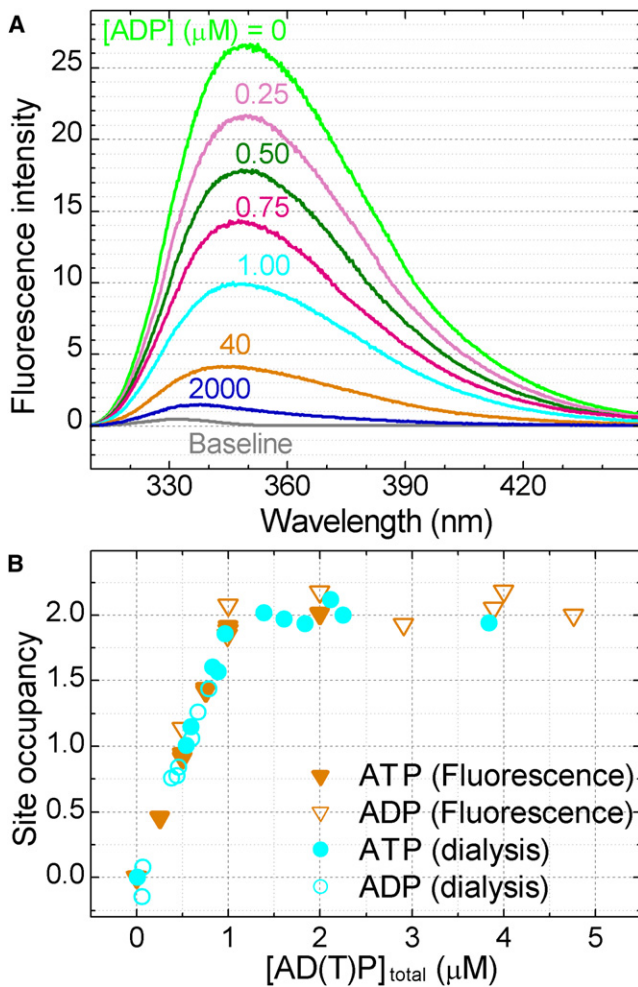 A
[ADP] (μM) = 0
25
0.25
20
0.50
15
0.75
1.00
10
5
40
2000
0
Baseline
330 360 390 420
Fluorescence intensity
Wavelength (nm)
B
2.0
1.5
1.0
0.5
0.0
Site occupancy
ATP (Fluorescence)
ADP (Fluorescence)
ATP (dialysis)
ADP (dialysis)
0 1 2 3 4 5
[AD(T)P]total (μM)